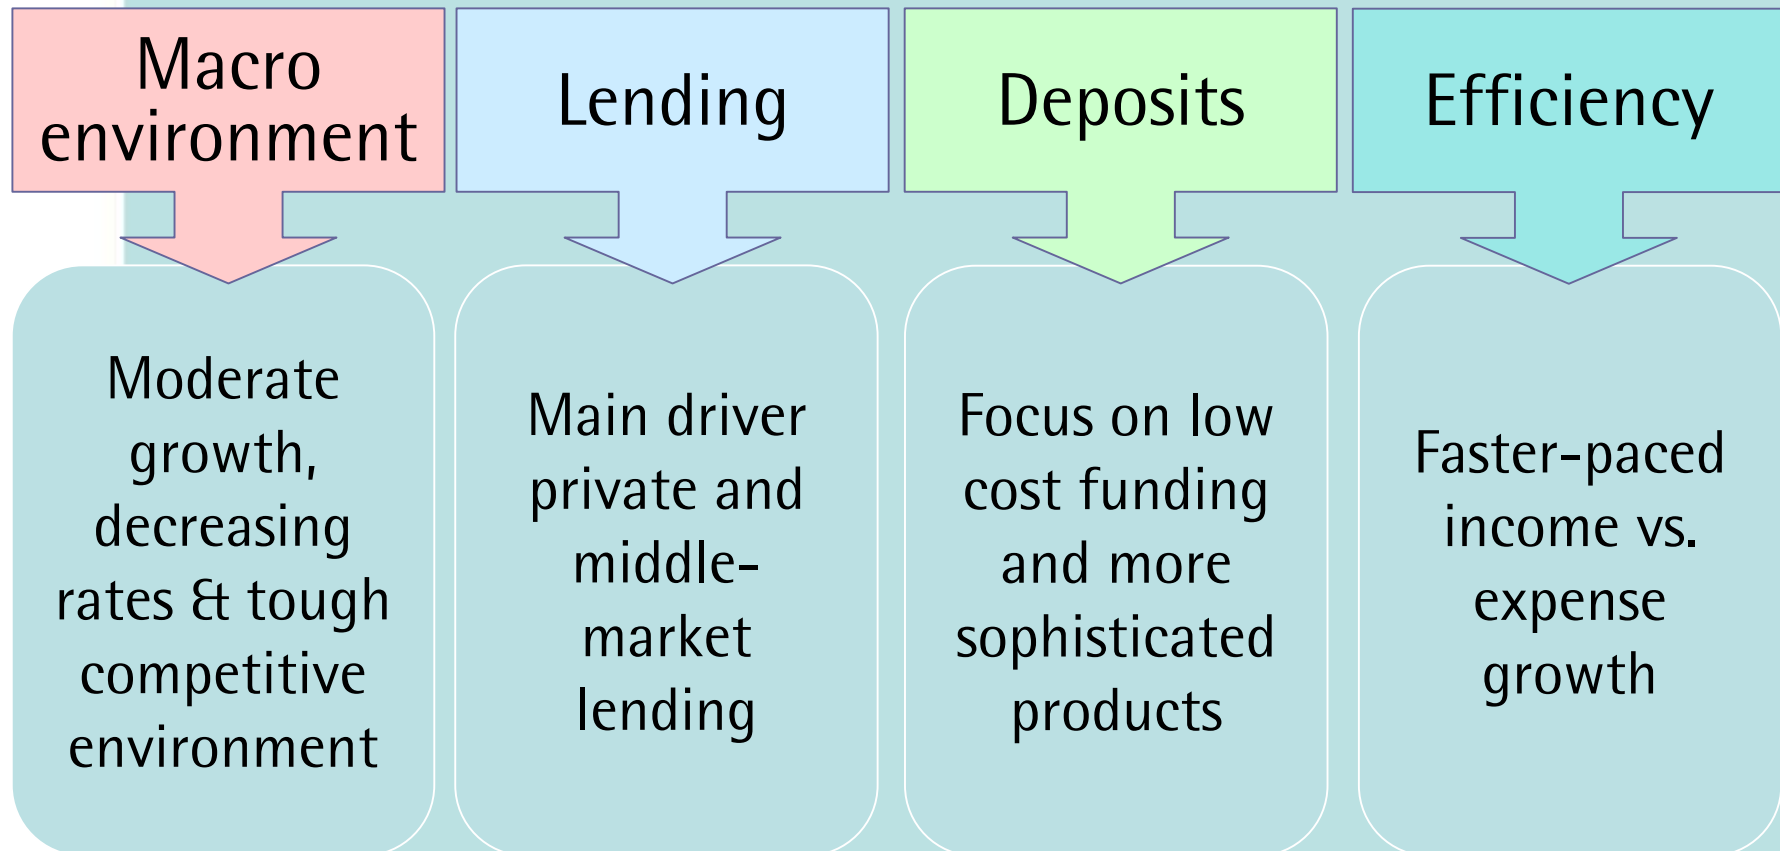 Macro
environment
Lending
Deposits
Efficiency
Moderate
growth,
decreasing
rates & tough
competitive
environment
Main driver
private and
middle-
market
lending
Focus on low
cost funding
and more
sophisticated
products
Faster-paced
income vs.
expense
growth